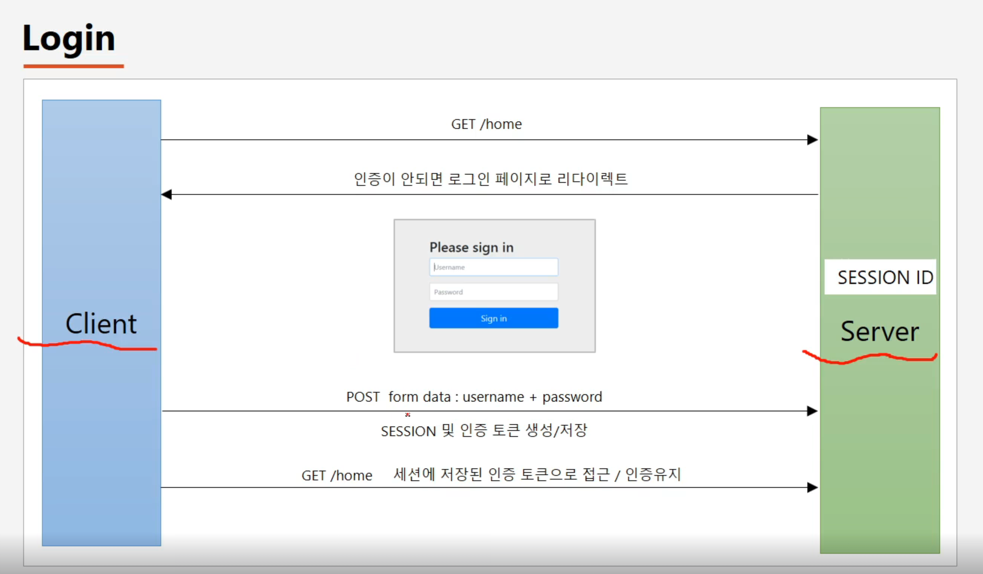 Login
GET /home
인증이 안되면 로그인 페이지로 리다이렉트
Please sign in
Username
Password
Sign in
SESSION ID
Client
Server
POST  form data : username + password
SESSION 및 인증 토큰 생성/저장
GET /home 세션에 저장된 인증 토큰으로 접근 / 인증유지